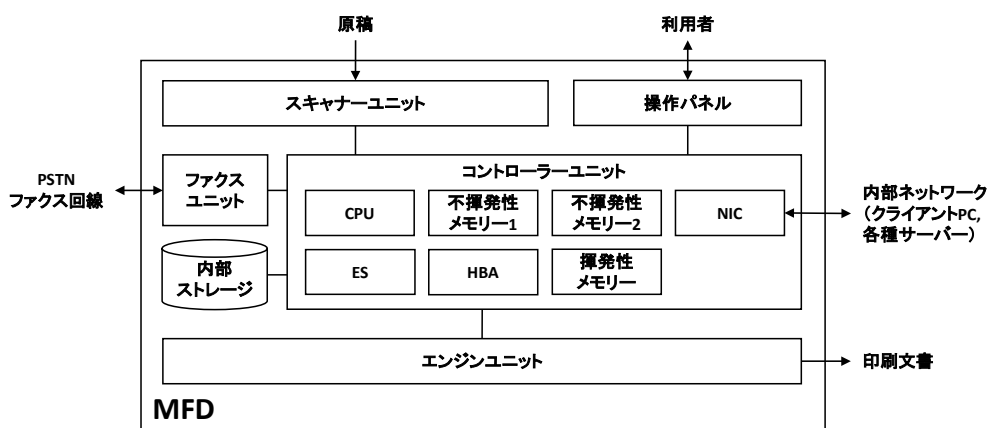 原稿
利用者
スキャナーユニット
操作パネル
コントローラーユニット
PSTN
ファクス回線
ファクス
ユニット
CPU
不揮発性
メモリー1
不揮発性
メモリー2
NIC
内部ネットワーク
(クライアントPC,
各種サーバー)
内部
ストレージ
ES
HBA
揮発性
メモリー
エンジンユニット
印刷文書
MFD